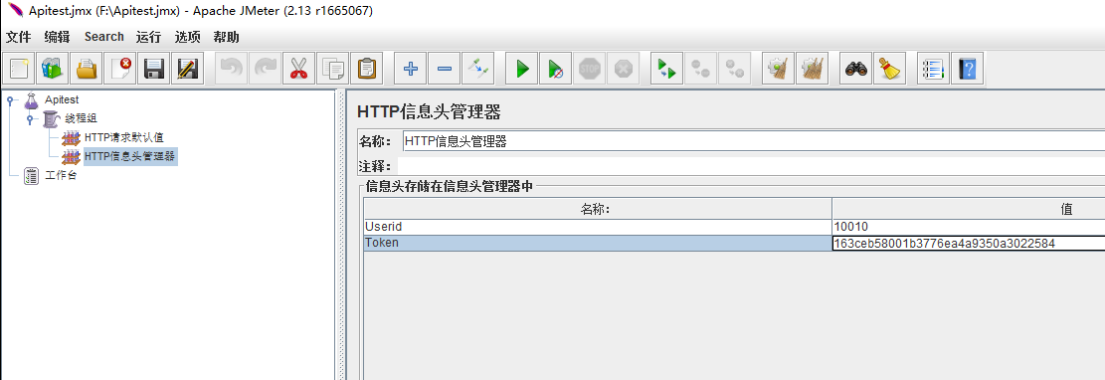 Apitest.jmx (F:\Apitest.jmx) - Apache JMeter (2.13 r1665067)
文件 编辑 Search 运行 选项 帮助
Apitest
线程组
HTTP请求默认值
HTTP信息头管理器
工作台
HTTP信息头管理器
名称： HTTP信息头管理器
注释：
信息头存储在信息头管理器中
名称： 值
Userid 10010
Token 163ceb58001b3776ea4a9350a3022584